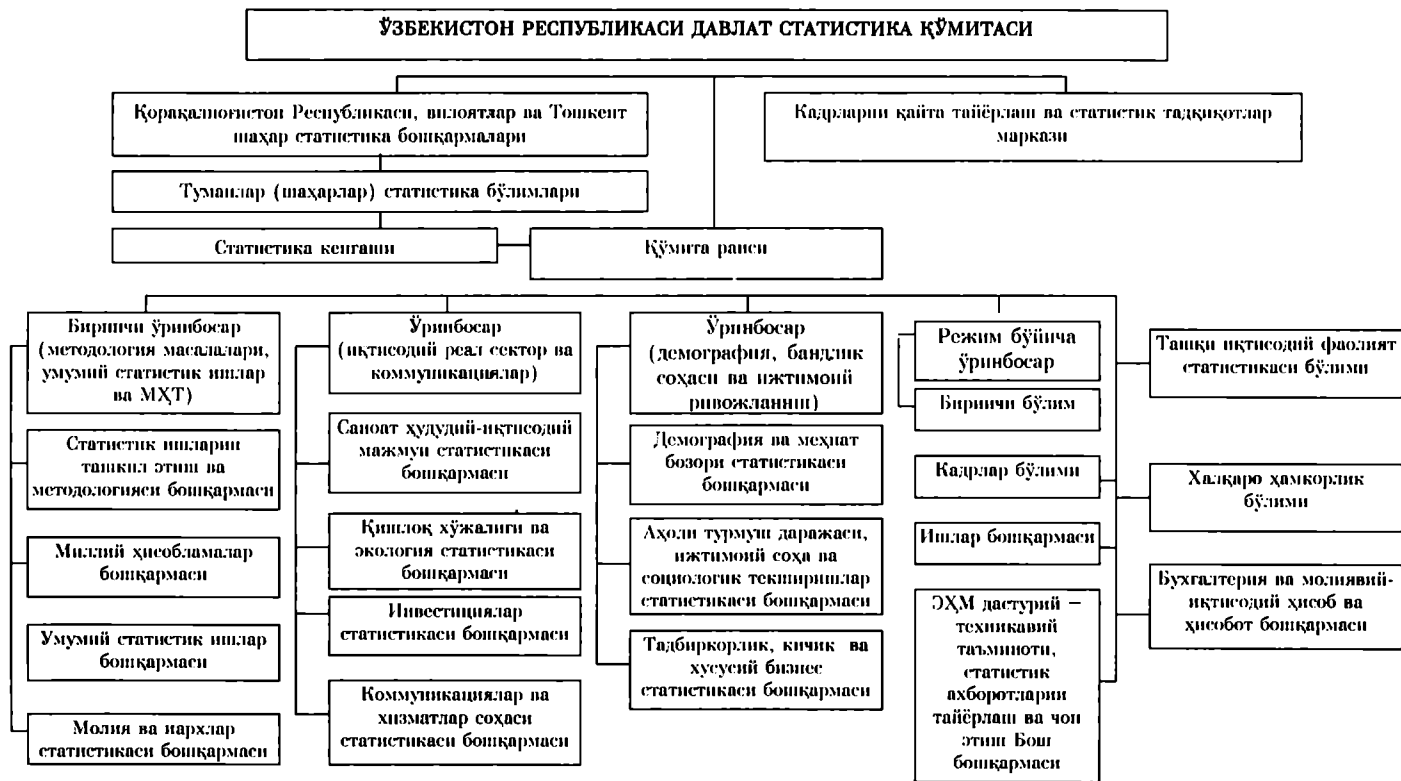 ЎЗБЕКИСТОН РЕСПУБЛИКАСИ ДАВЛАТ СТАТИСТИКА ҚЎМИТАСИ
Қорақалпоғистон Республикаси, вилоятлар ва Тошкент
шаҳар статистика бошқармалари
Кадрларни қайта тайёрлаш ва статистик тадқиқотлар
маркази
Туманлар (шаҳарлар) статистика бўлимлари
Статистика кенгаши
Қўмита раиси
Биринчи ўринбосар
(методология масалалари,
умумий статистик ишлар
ва МҲТ)
Статистик ишларни
ташкил этиш ва
методологияси бошқармаси
Миллий ҳисобламалар
бошқармаси
Умумий статистик ишлар
бошқармаси
Молия ва нархлар
статистикаси бошқармаси
Ўринбосар
(иқтисодий реал сектор ва
коммуникациялар)
Саноат ҳудудий-иқтисодий
мажмуи статистикаси
бошқармаси
Қишлоқ хўжалиги ва
экология статистикаси
бошқармаси
Инвестициялар
статистикаси бошқармаси
Коммуникациялар ва
хизматлар соҳаси
статистикаси бошқармаси
Ўринбосар
(демография, бандлик
соҳаси ва ижтимоий
ривожланиш)
Демография ва меҳнат
бозори статистикаси
бошқармаси
Аҳоли турмуш даражаси,
ижтимоий соҳа ва
социологик текширишлар
статистикаси бошқармаси
Тадбиркорлик, кичик ва
хусусий бизнес
статистикаси бошқармаси
Режим бўйича
ўринбосар
Биринчи бўлим
Кадрлар бўлими
Ишлар бошқармаси
ЭҲМ дастурий –
техникавий
таъминоти,
статистик
ахборотларни
тайёрлаш ва чоп
этиш Бош
бошқармаси
Ташқи иқтисодий фаолият
статистикаси бўлими
Халқаро ҳамкорлик
бўлими
Бухгалтерия ва молиявий-
иқтисодий ҳисоб ва
ҳисобот бошқармаси